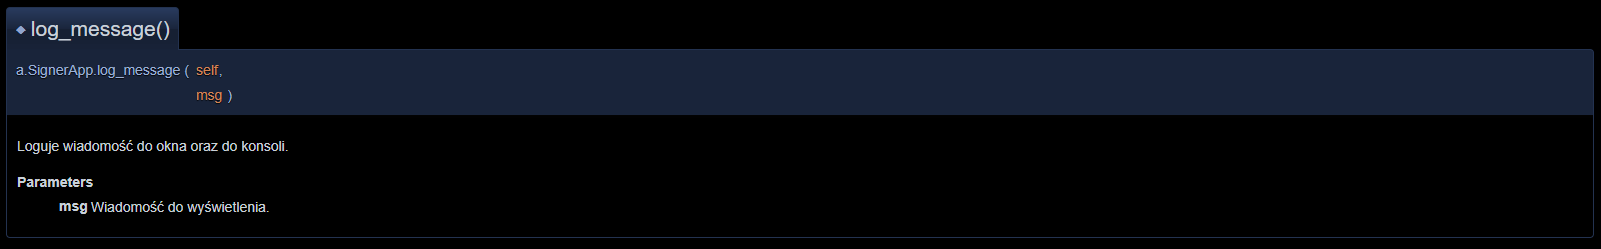 ◆ log_message()
a.SignerApp.log_message ( self,
msg )
Loguje wiadomość do okna oraz do konsoli.
Parameters
msg Wiadomość do wyświetlenia.